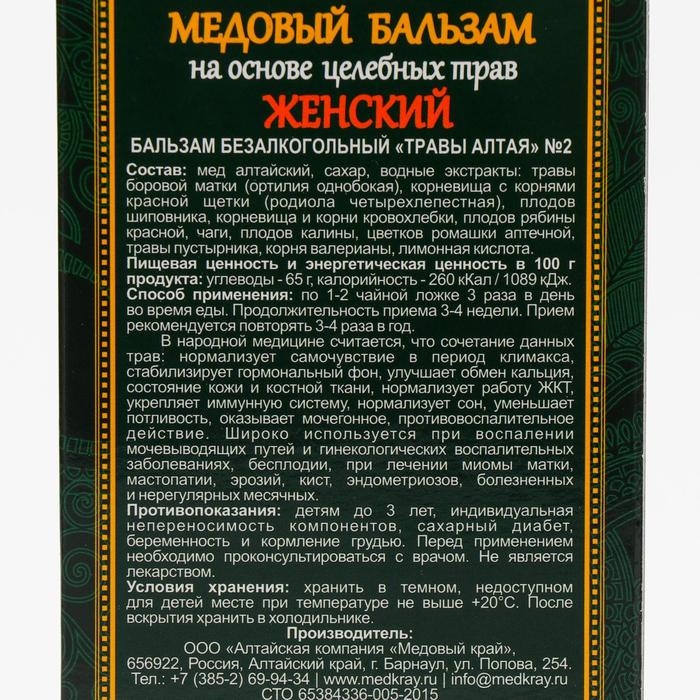 МЕДОВЫЙ БАЛЬЗАМ
на основе целебных трав
ЖЕНСКИЙ
БАЛЬЗАМ БЕЗАЛКОГОЛЬНЫЙ «ТРАВЫ АЛТАЯ» №2
Состав: мед алтайский, сахар, водные экстракты: травы
боровой матки (ортилия однобокая), корневища с корнями
красной щетки (родиола четырехлепестная), плодов
шиповника, корневища и корни кровохлебки, плодов рябины
красной, чаги, плодов калины, цветков ромашки аптечной,
травы пустырника, корня валерианы, лимонная кислота.
Пищевая ценность и энергетическая ценность в 100 г
продукта: углеводы - 65 г, калорийность - 260 кКал / 1089 кДж.
Способ применения: по 1-2 чайной ложке 3 раза в день
во время еды. Продолжительность приема 3-4 недели. Прием
рекомендуется повторять 3-4 раза в год.
В народной медицине считается, что сочетание данных
трав: нормализует самочувствие в период климакса,
стабилизирует гормональный фон, улучшает обмен кальция,
состояние кожи и костной ткани, нормализует работу ЖКТ,
укрепляет иммунную систему, нормализует сон, уменьшает
потливость, оказывает мочегонное, противовоспалительное
действие. Широко используется при воспалении
мочевыводящих путей и гинекологических воспалительных
заболеваниях, бесплодии, при лечении миомы матки,
мастопатии, эрозий, кист, эндометриозов, болезненных
и нерегулярных месячных.
Противопоказания: детям до 3 лет, индивидуальная
непереносимость компонентов, сахарный диабет,
беременность и кормление грудью. Перед применением
необходимо проконсультироваться с врачом. Не является
лекарством.
Условия хранения: хранить в темном, недоступном
для детей месте при температуре не выше +20°С. После
вскрытия хранить в холодильнике.
Производитель:
ООО «Алтайская компания «Медовый край»,
656922, Россия, Алтайский край, г. Барнаул, ул. Попова, 254.
Тел.: +7 (385-2) 69-94-34 | www.medkray.ru | info@medkray.ru
СТО 65384336-005-2015